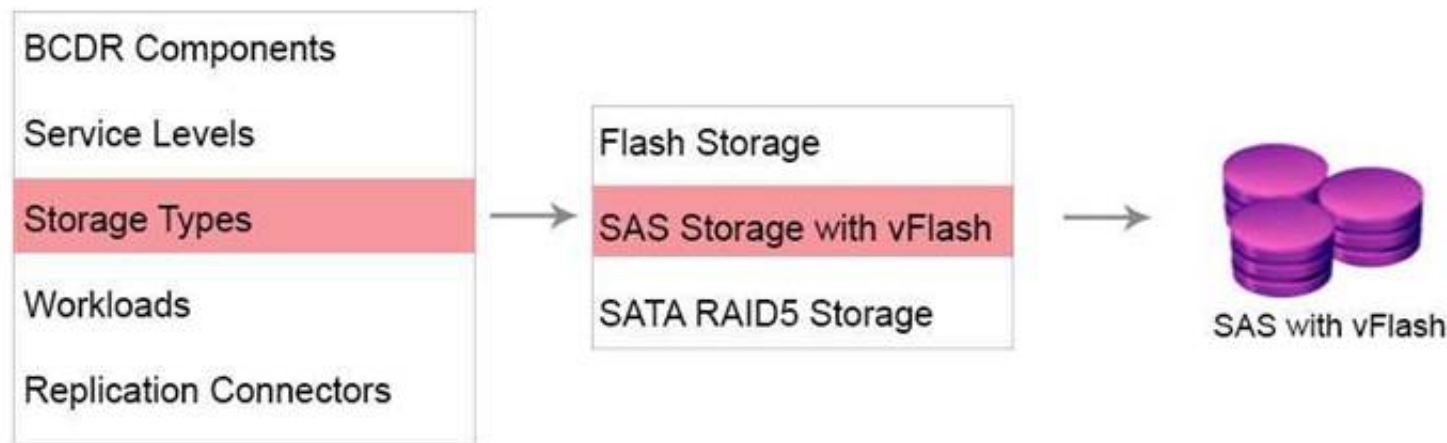 BCDR Components
Service Levels
Storage Types
Workloads
Replication Connectors
Flash Storage
SAS Storage with vFlash
SATA RAID5 Storage
SAS with vFlash